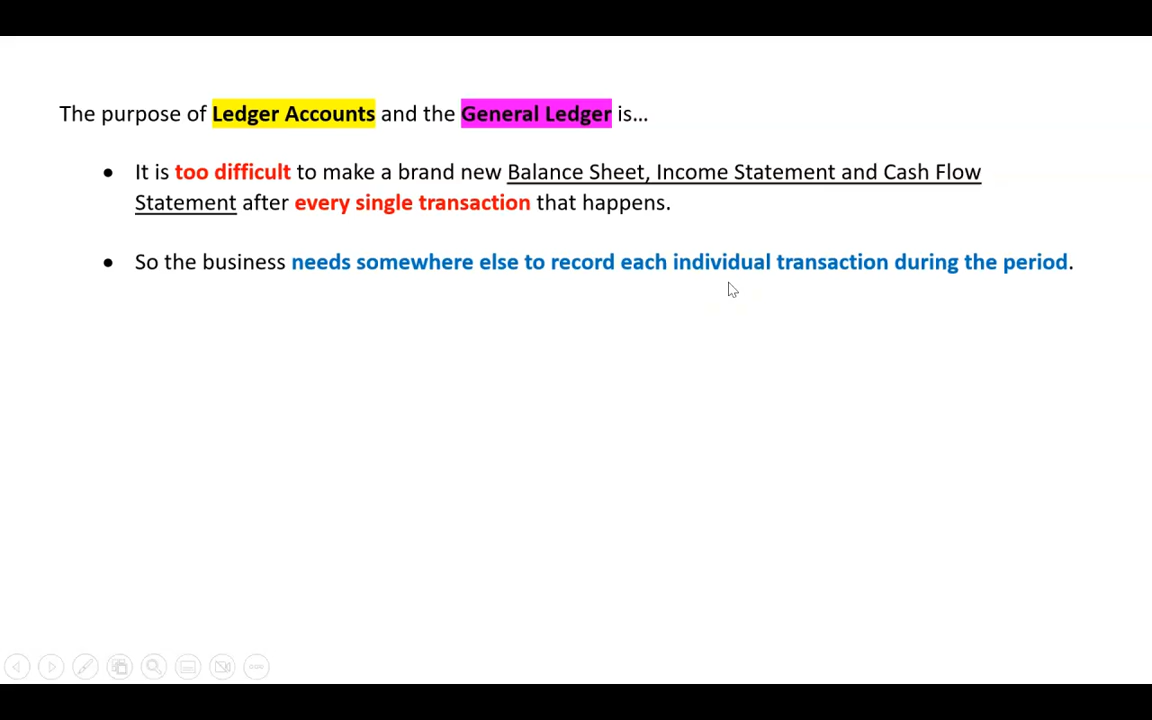 The purpose of Ledger Accounts and the General Ledger is...
• It is too difficult to make a brand new Balance Sheet, Income Statement and Cash Flow
Statement after every single transaction that happens.
• So the business needs somewhere else to record each individual transaction during the period.